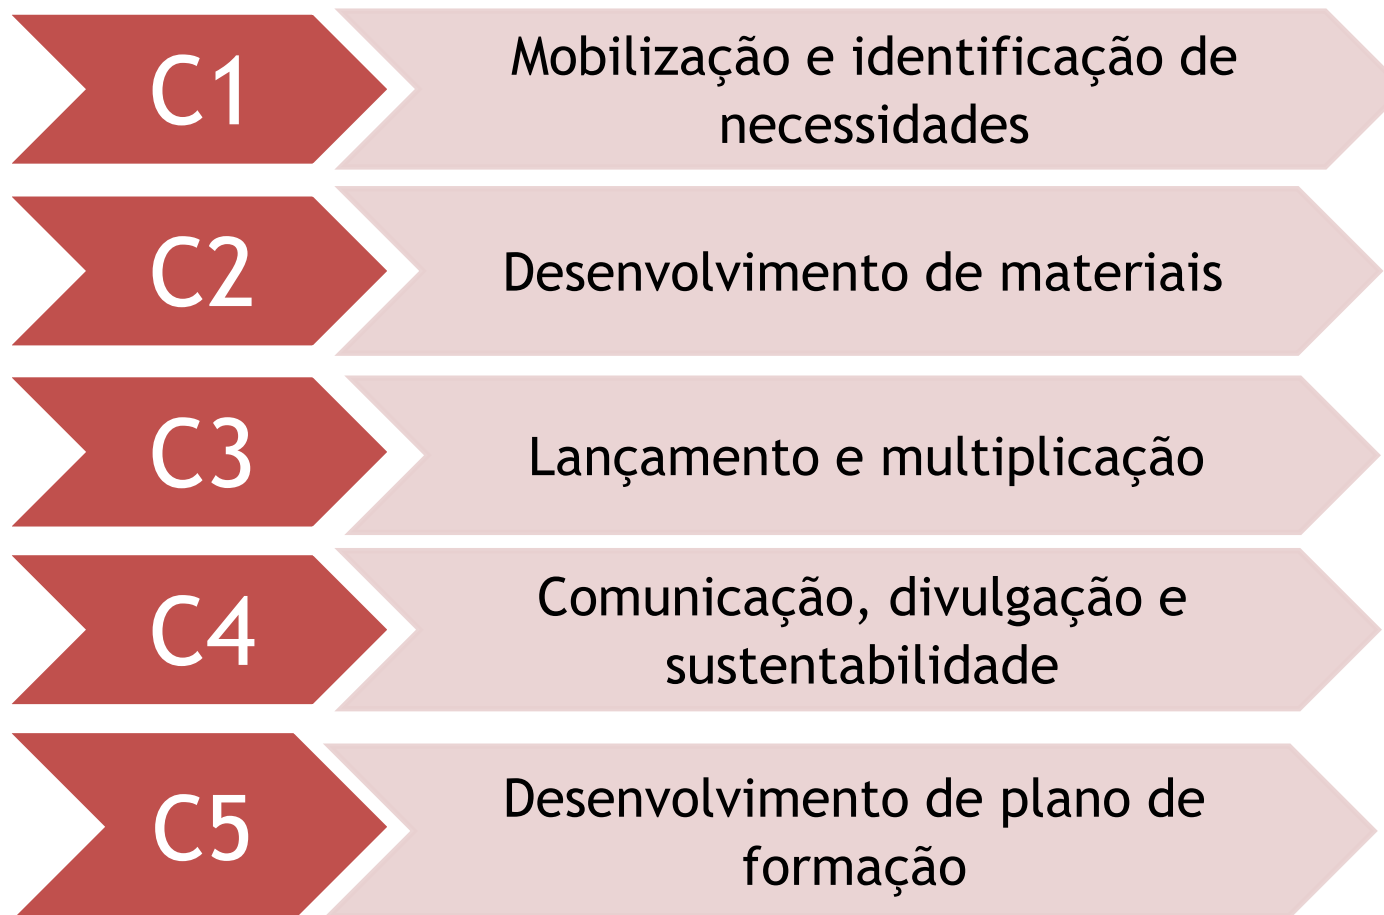 C1
Mobilização e identificação de
necessidades
C2
Desenvolvimento de materiais
C3
Lançamento e multiplicação
C4
Comunicação, divulgação e
sustentabilidade
C5
Desenvolvimento de plano de
formação